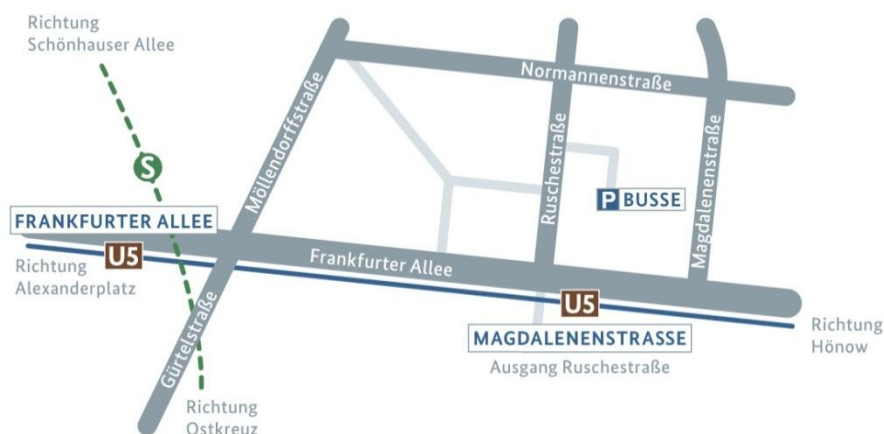 Richtung
Schönhauser Allee
Normannenstraße
Möllendorffstraße
S
Ruschestraße
Magdalenenstraße
P BUSSE
FRANKFURTER ALLEE
U5
Frankfurter Allee
Richtung
Alexanderplatz
U5
MAGDALENENSTRASSE
Ausgang Ruschestraße
Richtung
Hönow
Gürtelstraße
Richtung
Ostkreuz